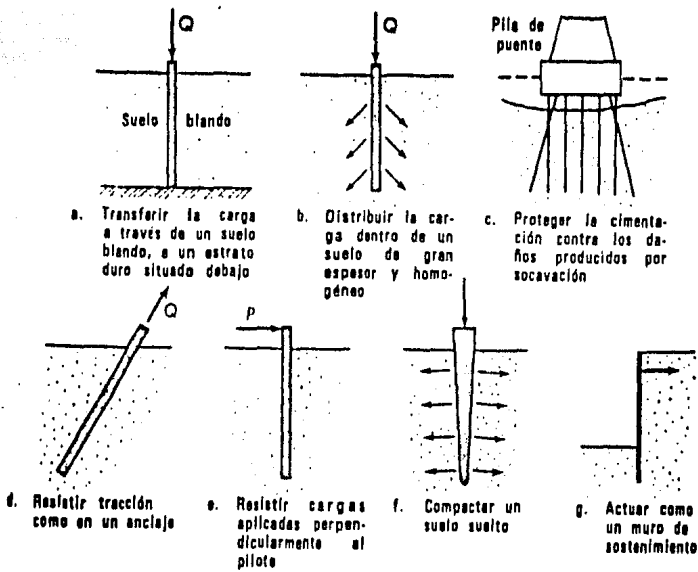 Q
Suelo blando
a. Transferir la carga
a través de un suelo
blando, a un estrato
duro situado debajo
Q
b. Distribuir la car-
ga dentro de un
suelo de gran
espesor y homo-
géneo
Pila de
puente
c. Proteger la cimenta-
ción contra los da-
ños producidos por
socavación
Q
d. Resistir tracción
como en un anclaje
P
e. Resistir cargas
aplicadas perpen-
dicularmente al
pilote
f. Compactar un
suelo suelto
g. Actuar como
un muro de
sostenimiento